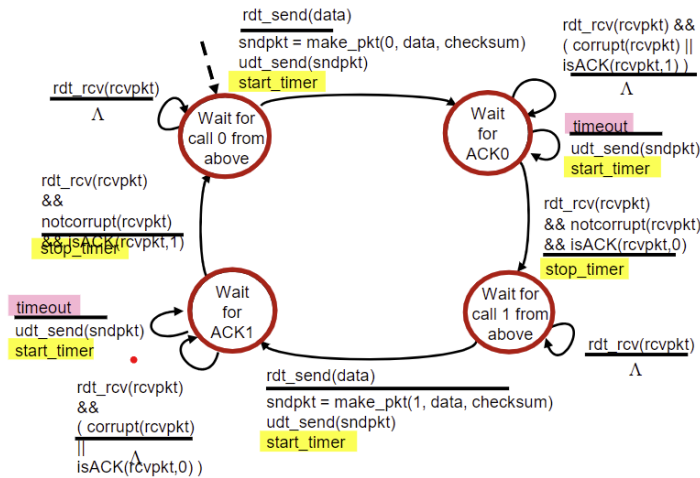 rdt_send(data)
sndpkt = make_pkt(0, data, checksum)
udt_send(sndpkt)
start_timer
rdt_rcv(rcvpkt) &&
( corrupt(rcvpkt) ||
isACK(rcvpkt,1) )
Λ
rdt_rcv(rcvpkt)
Λ
Wait for
call 0 from
above
Wait
for
ACK0
timeout
udt_send(sndpkt)
start_timer
rdt_rcv(rcvpkt)
&&
notcorrupt(rcvpkt)
&& isACK(rcvpkt,1)
stop_timer
rdt_rcv(rcvpkt)
&& notcorrupt(rcvpkt)
&& isACK(rcvpkt,0)
stop_timer
timeout
udt_send(sndpkt)
start_timer
Wait
for
ACK1
Wait for
call 1 from
above
rdt_rcv(rcvpkt)
Λ
rdt_rcv(rcvpkt)
&&
( corrupt(rcvpkt)
||
isACK(rcvpkt,0) )
Λ
rdt_send(data)
sndpkt = make_pkt(1, data, checksum)
udt_send(sndpkt)
start_timer